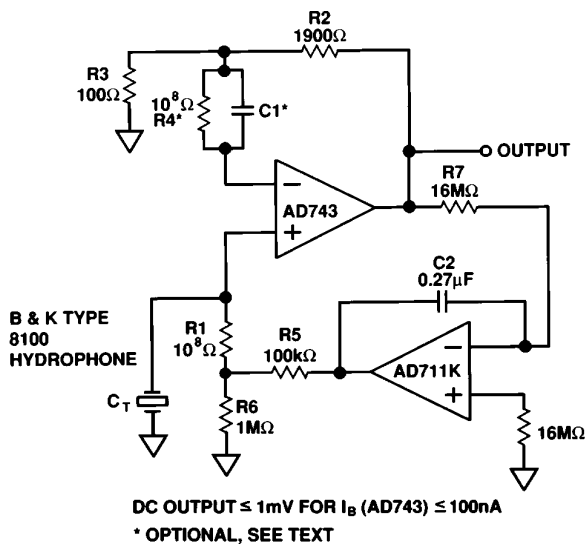 R2
1900Ω
R3
100Ω
10⁸Ω
R4*
C1*
OUTPUT
R7
16MΩ
−
AD743
+
C2
0.27µF
B & K TYPE
8100
HYDROPHONE
R1
10⁸Ω
R5
100kΩ
−
AD711K
+
C_T
R6
1MΩ
16MΩ
DC OUTPUT ≤ 1mV FOR I_B (AD743) ≤ 100nA
* OPTIONAL, SEE TEXT